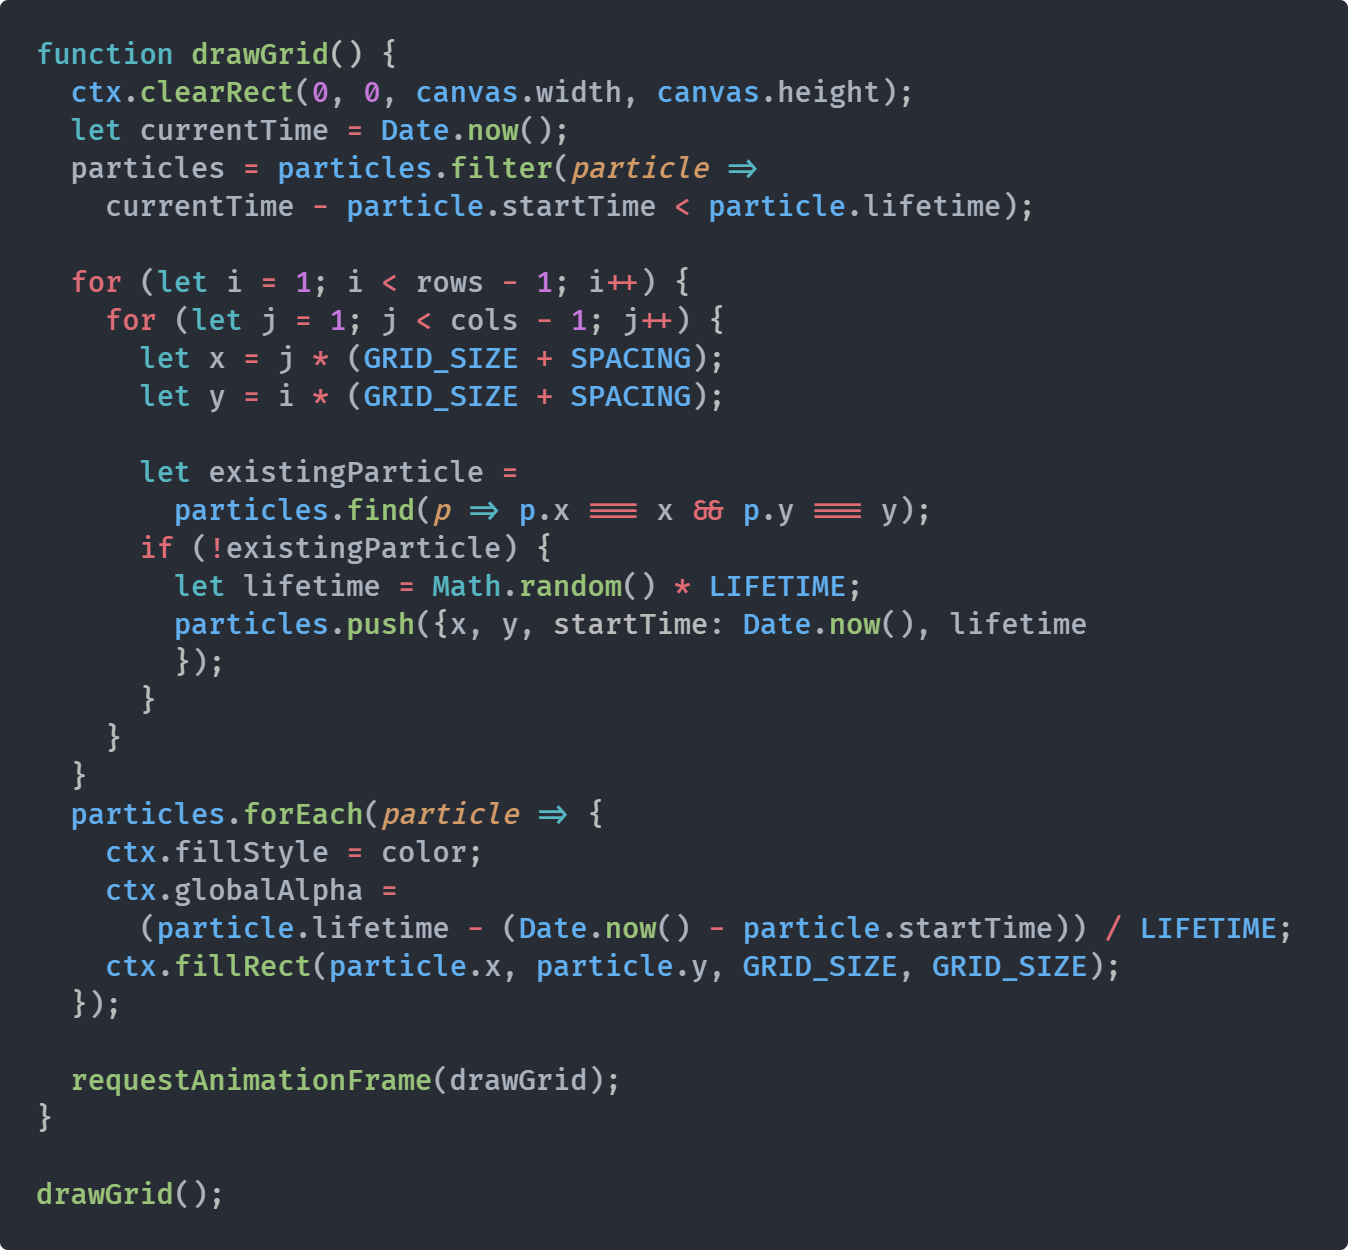 function drawGrid() {
  ctx.clearRect(0, 0, canvas.width, canvas.height);
  let currentTime = Date.now();
  particles = particles.filter(particle =>
    currentTime - particle.startTime < particle.lifetime);

  for (let i = 1; i < rows - 1; i++) {
    for (let j = 1; j < cols - 1; j++) {
      let x = j * (GRID_SIZE + SPACING);
      let y = i * (GRID_SIZE + SPACING);

      let existingParticle =
        particles.find(p => p.x === x && p.y === y);
      if (!existingParticle) {
        let lifetime = Math.random() * LIFETIME;
        particles.push({x, y, startTime: Date.now(), lifetime
        });
      }
    }
  }
  particles.forEach(particle => {
    ctx.fillStyle = color;
    ctx.globalAlpha =
      (particle.lifetime - (Date.now() - particle.startTime)) / LIFETIME;
    ctx.fillRect(particle.x, particle.y, GRID_SIZE, GRID_SIZE);
  });

  requestAnimationFrame(drawGrid);
}

drawGrid();